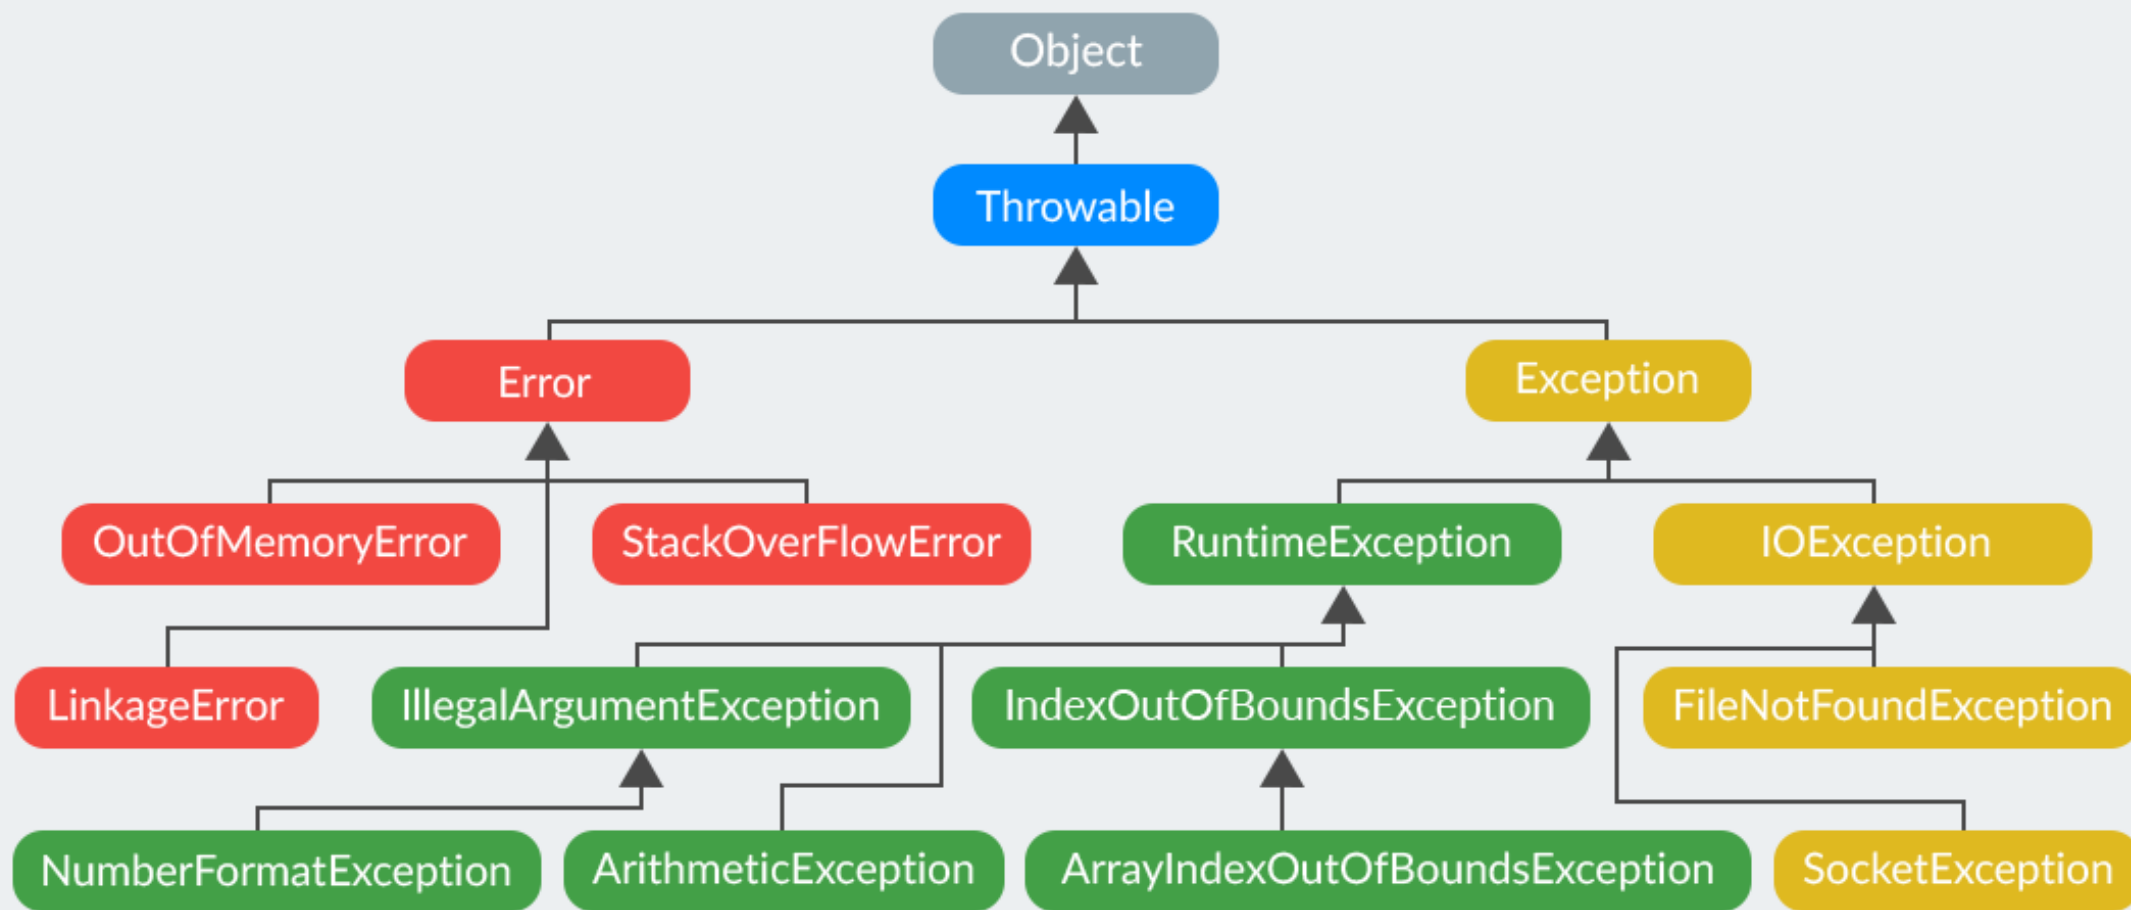 Object
Throwable
Error
Exception
OutOfMemoryError
StackOverFlowError
RuntimeException
IOException
LinkageError
IllegalArgumentException
IndexOutOfBoundsException
FileNotFoundException
NumberFormatException
ArithmeticException
ArrayIndexOutOfBoundsException
SocketException